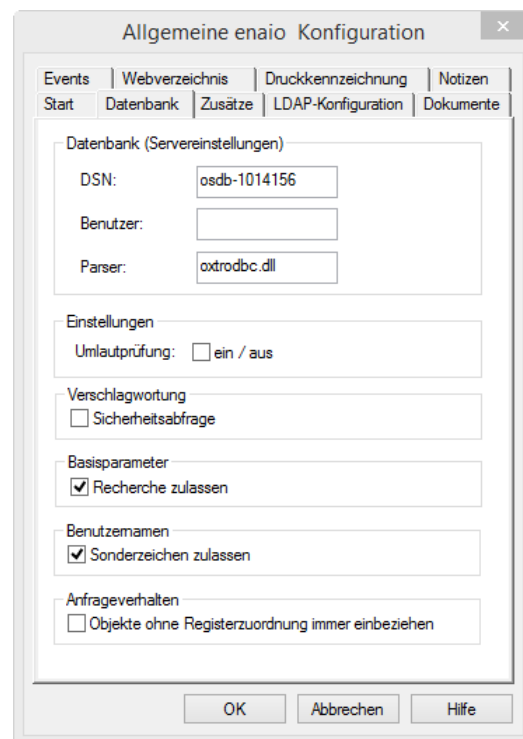 Allgemeine enaio Konfiguration
Events Webverzeichnis Druckkennzeichnung Notizen
Start Datenbank Zusätze LDAP-Konfiguration Dokumente
Datenbank (Servereinstellungen)
DSN: osdb-1014156
Benutzer:
Parser: oxtrodbc.dll
Einstellungen
Umlautprüfung: ein / aus
Verschlagwortung
Sicherheitsabfrage
Basisparameter
Recherche zulassen
Benutzernamen
Sonderzeichen zulassen
Anfrageverhalten
Objekte ohne Registerzuordnung immer einbeziehen
OK Abbrechen Hilfe